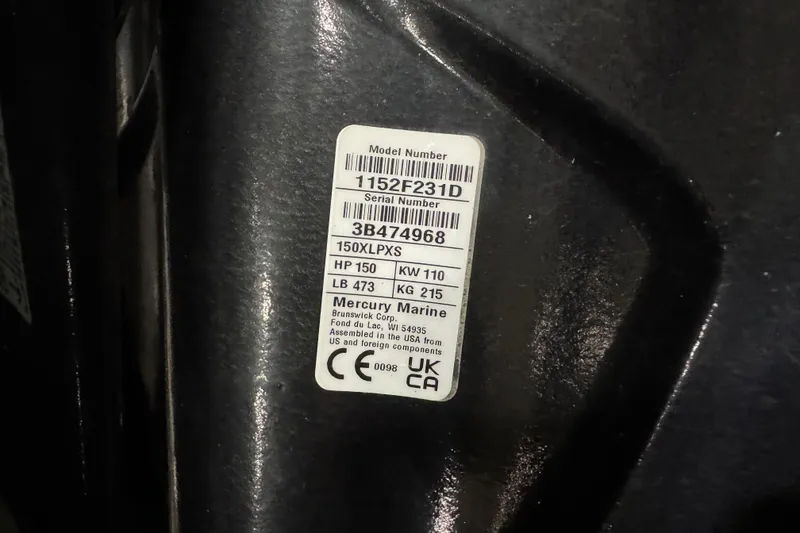 Model Number
1152F231D
Serial Number
3B474968
150XLPXS
HP 150 KW 110
LB 473 KG 215
Mercury Marine
Brunswick Corp.
Fond du Lac, WI 54935
Assembled in the USA from
US and foreign components
CE 0098 UK
CA